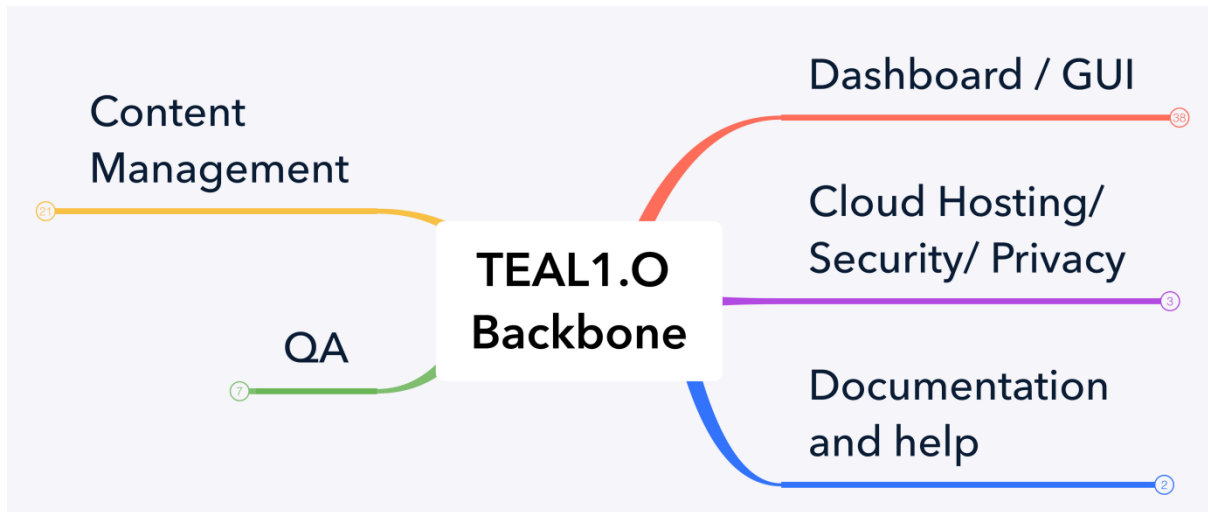 TEAL1.O
Backbone
Dashboard / GUI
38
Cloud Hosting/
Security/ Privacy
3
Documentation
and help
2
Content
Management
21
QA
7